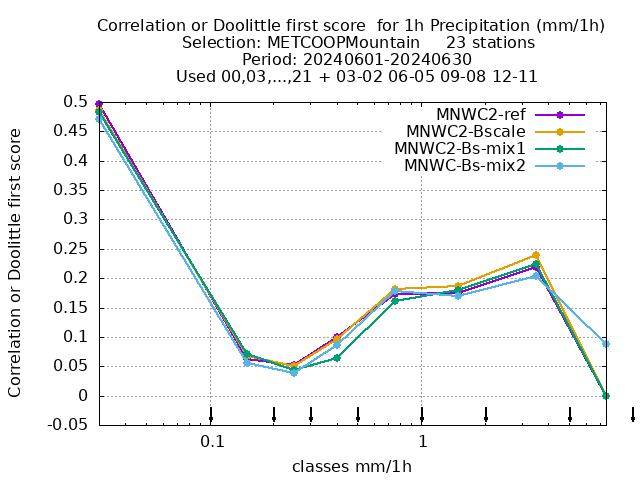 Correlation or Doolittle first score  for 1h Precipitation (mm/1h)
Selection: METCOOPMountain     23 stations
Period: 20240601-20240630
Used 00,03,...,21 + 03-02 06-05 09-08 12-11
MNWC2-ref
MNWC2-Bscale
MNWC2-Bs-mix1
MNWC-Bs-mix2
Correlation or Doolittle first score
0.5
0.45
0.4
0.35
0.3
0.25
0.2
0.15
0.1
0.05
0
-0.05
0.1
1
classes mm/1h